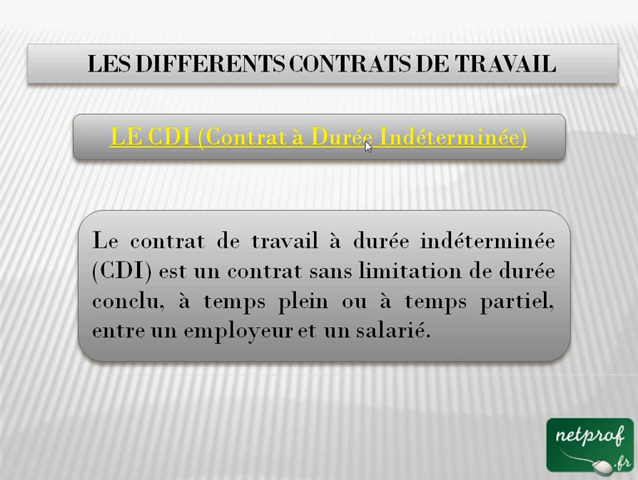 LES DIFFERENTS CONTRATS DE TRAVAIL
LE CDI (Contrat à Durée Indéterminée)
Le contrat de travail à durée indéterminée
(CDI) est un contrat sans limitation de durée
conclu, à temps plein ou à temps partiel,
entre un employeur et un salarié.
netprof
.fr